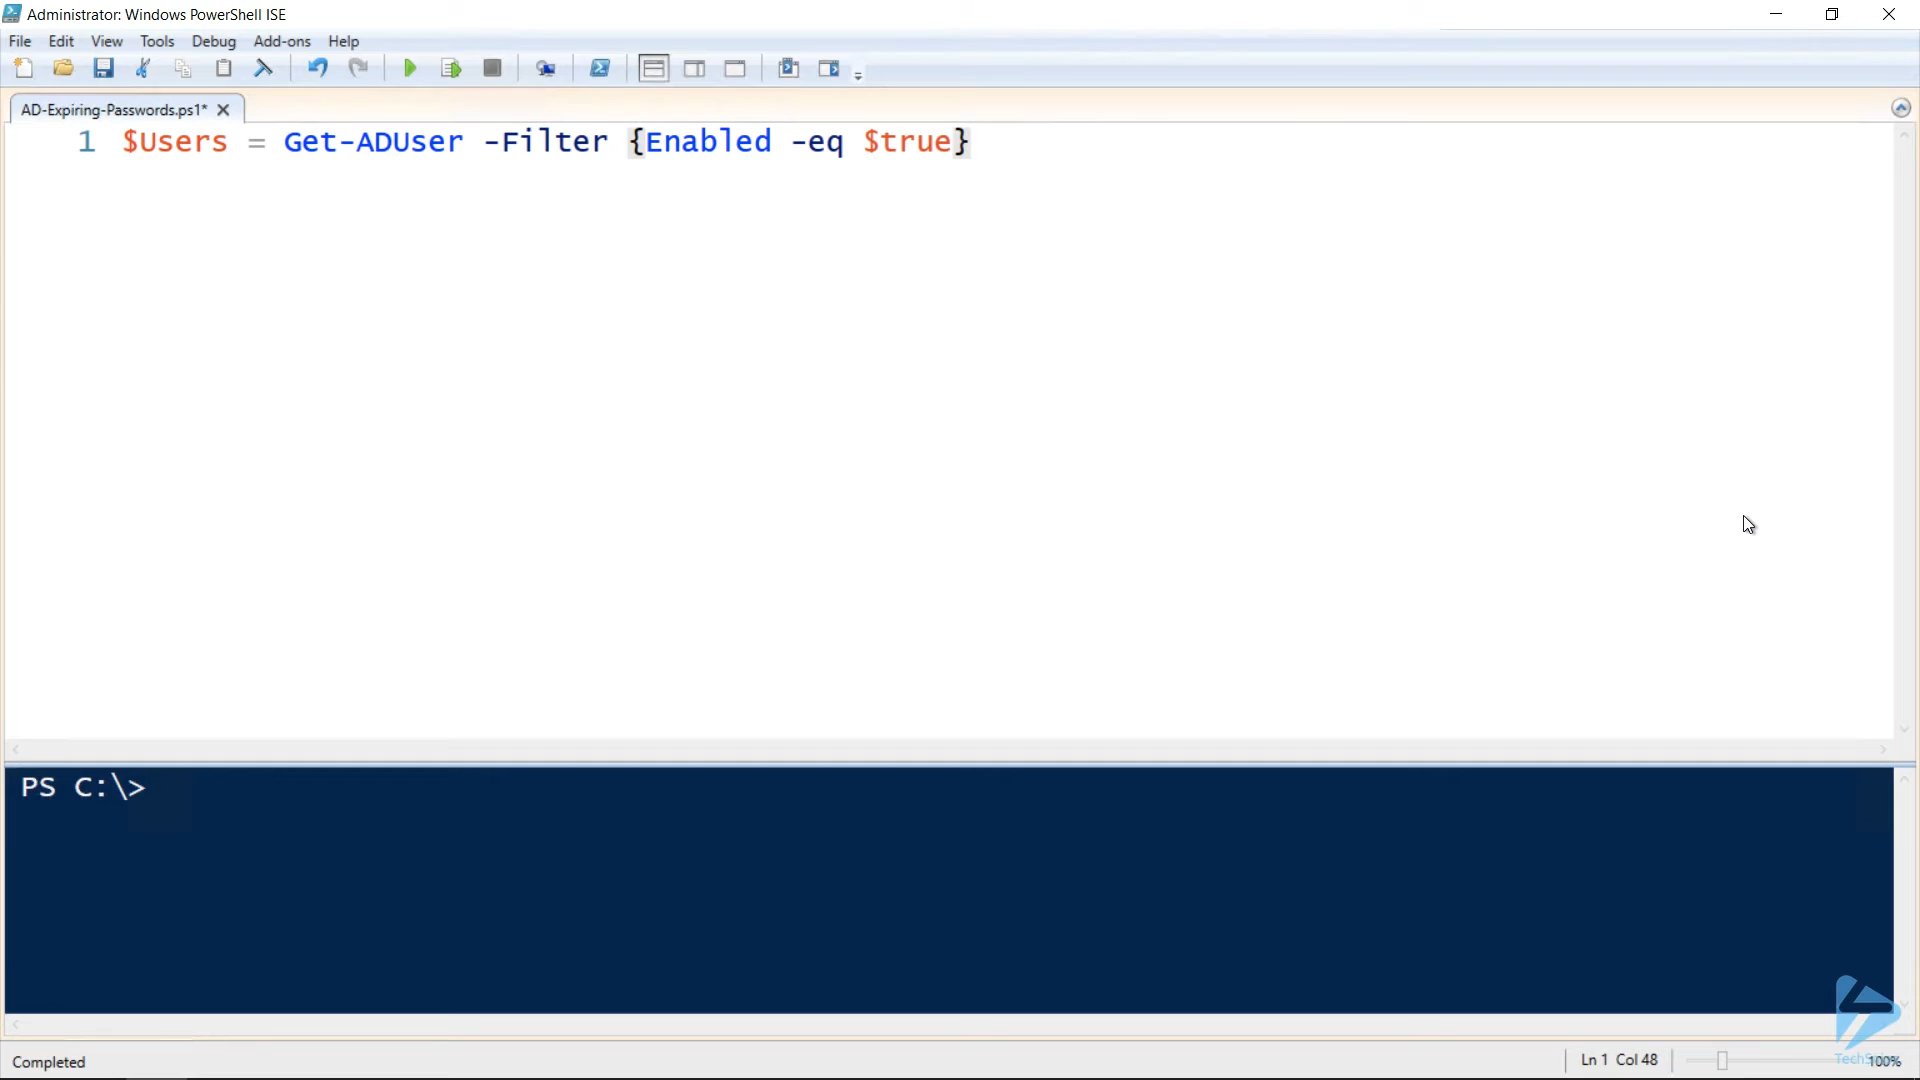 Administrator: Windows PowerShell ISE
File Edit View Tools Debug Add-ons Help
AD-Expiring-Passwords.ps1*
1 $Users = Get-ADUser -Filter {Enabled -eq $true}
PS C:\>
Completed
Ln 1 Col 48
100%